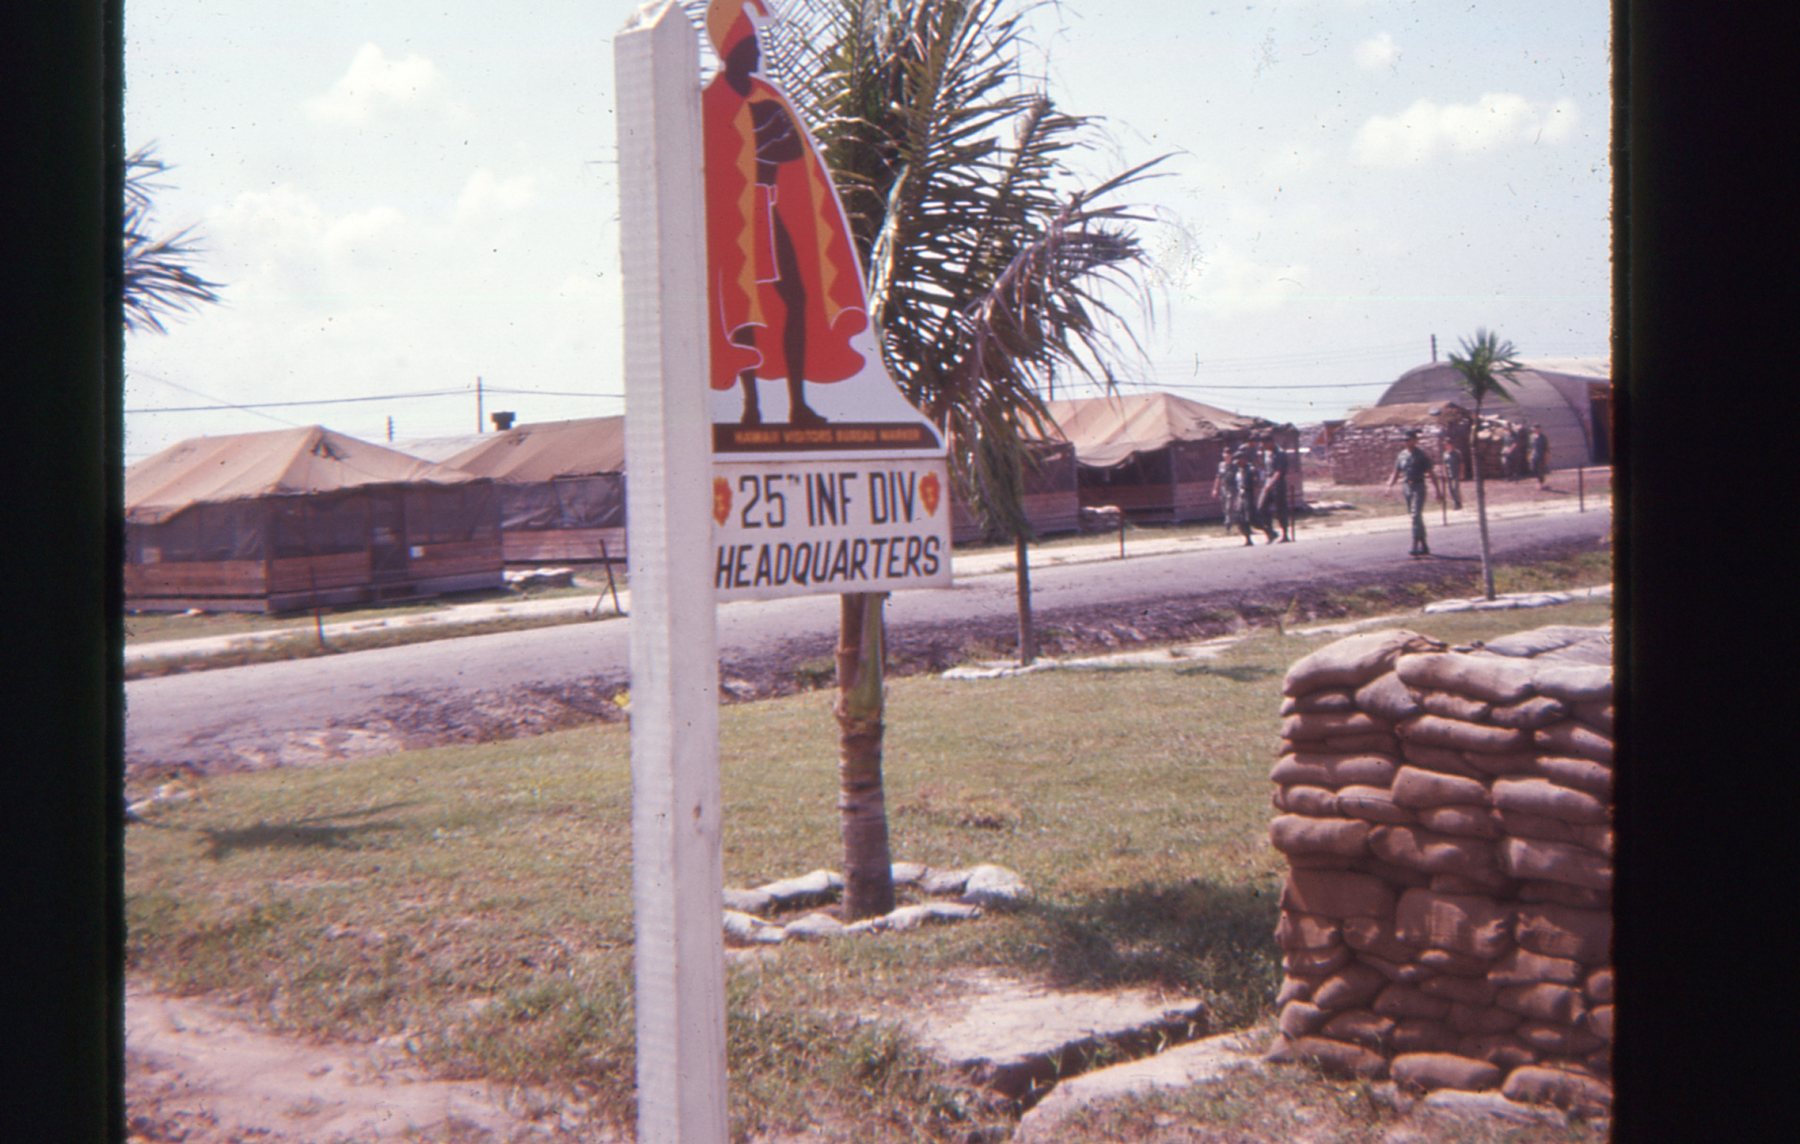 HAWAII VISITORS BUREAU MARKER
25TH INF DIV
HEADQUARTERS